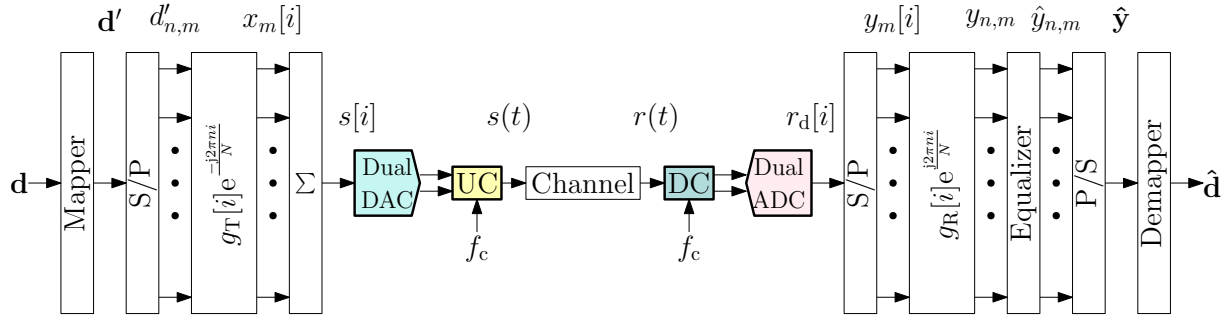 d′ d′n,m xm[i] ym[i] yn,m ŷn,m ŷ
s[i] s(t) r(t) rd[i]
d
Mapper
S/P
gT[i]e^(−j2πni/N)
Σ
Dual
DAC
UC
fc
Channel
DC
fc
Dual
ADC
S/P
gR[i]e^(j2πni/N)
Equalizer
P/S
Demapper
d̂